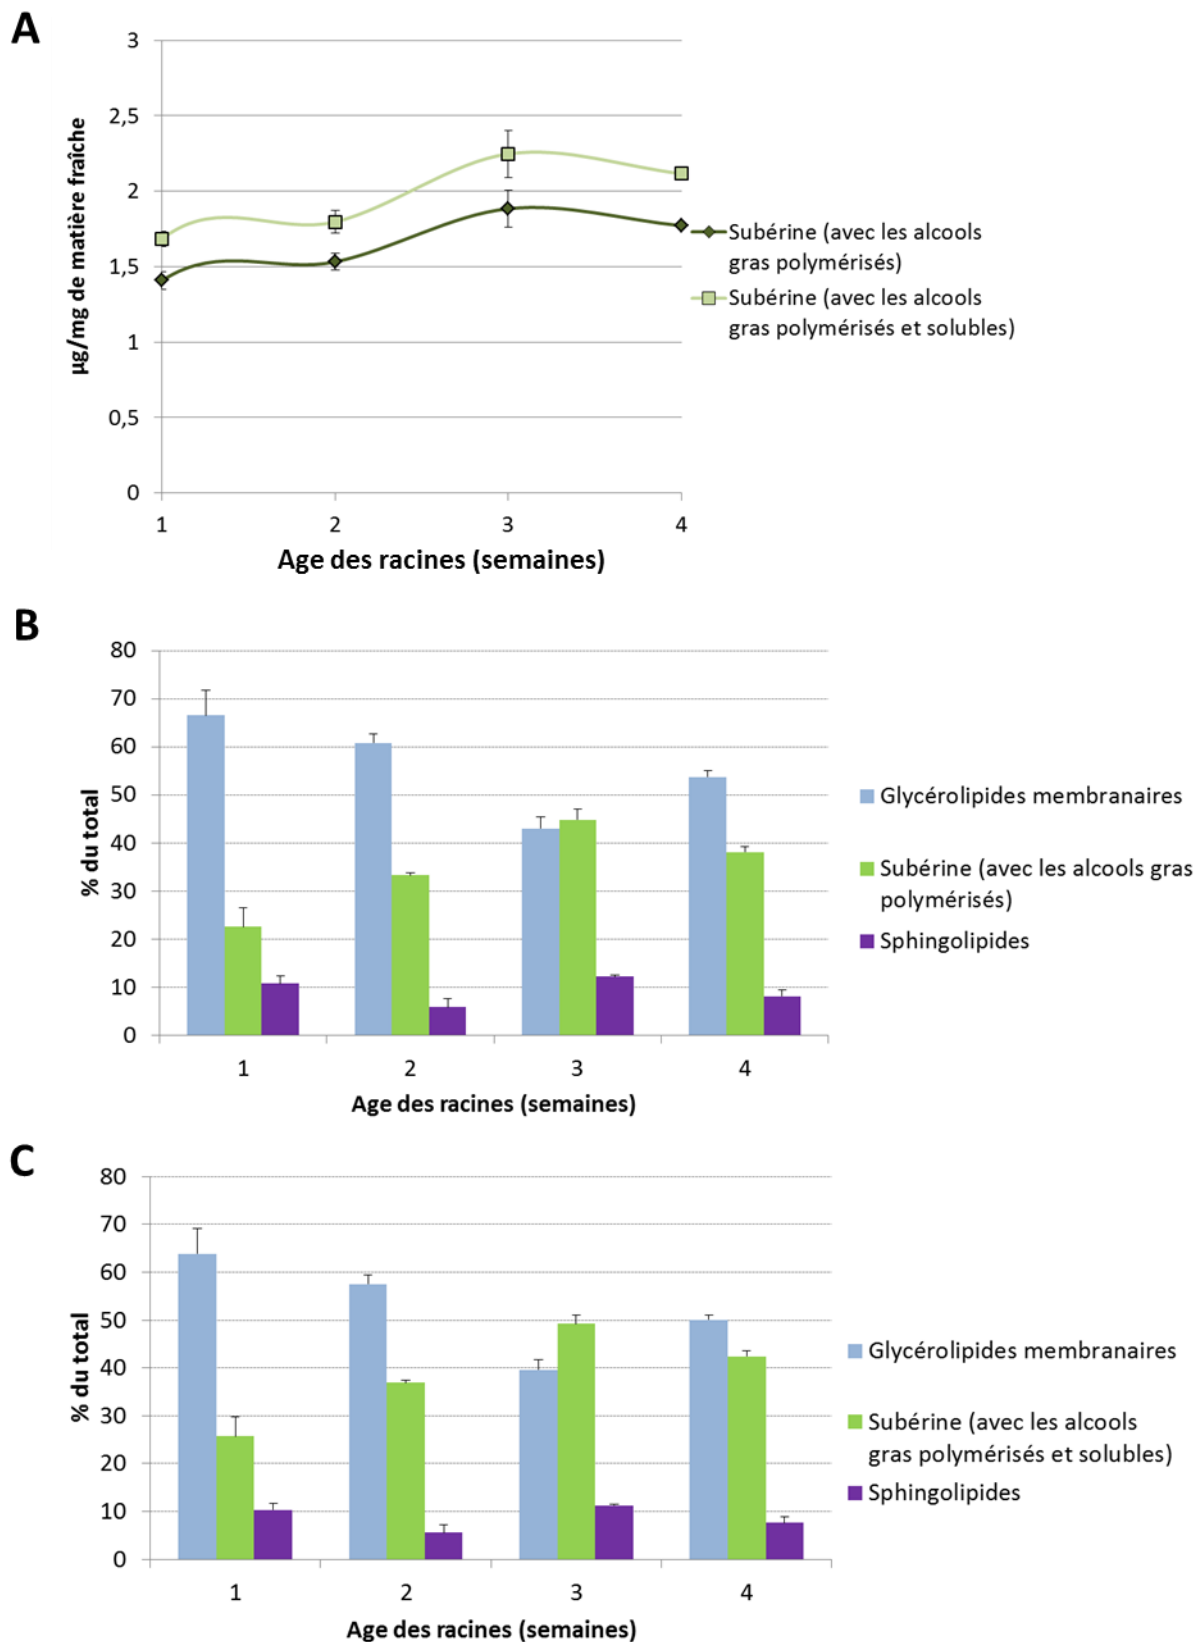 A
3
2,5
2
1,5
1
0,5
0
µg/mg de matière fraîche
1 2 3 4
Age des racines (semaines)
Subérine (avec les alcools
gras polymérisés)
Subérine (avec les alcools
gras polymérisés et solubles)
B
80
70
60
50
40
30
20
10
0
% du total
1 2 3 4
Age des racines (semaines)
Glycérolipides membranaires
Subérine (avec les alcools gras
polymérisés)
Sphingolipides
C
80
70
60
50
40
30
20
10
0
% du total
1 2 3 4
Age des racines (semaines)
Glycérolipides membranaires
Subérine (avec les alcools
gras polymérisés et solubles)
Sphingolipides